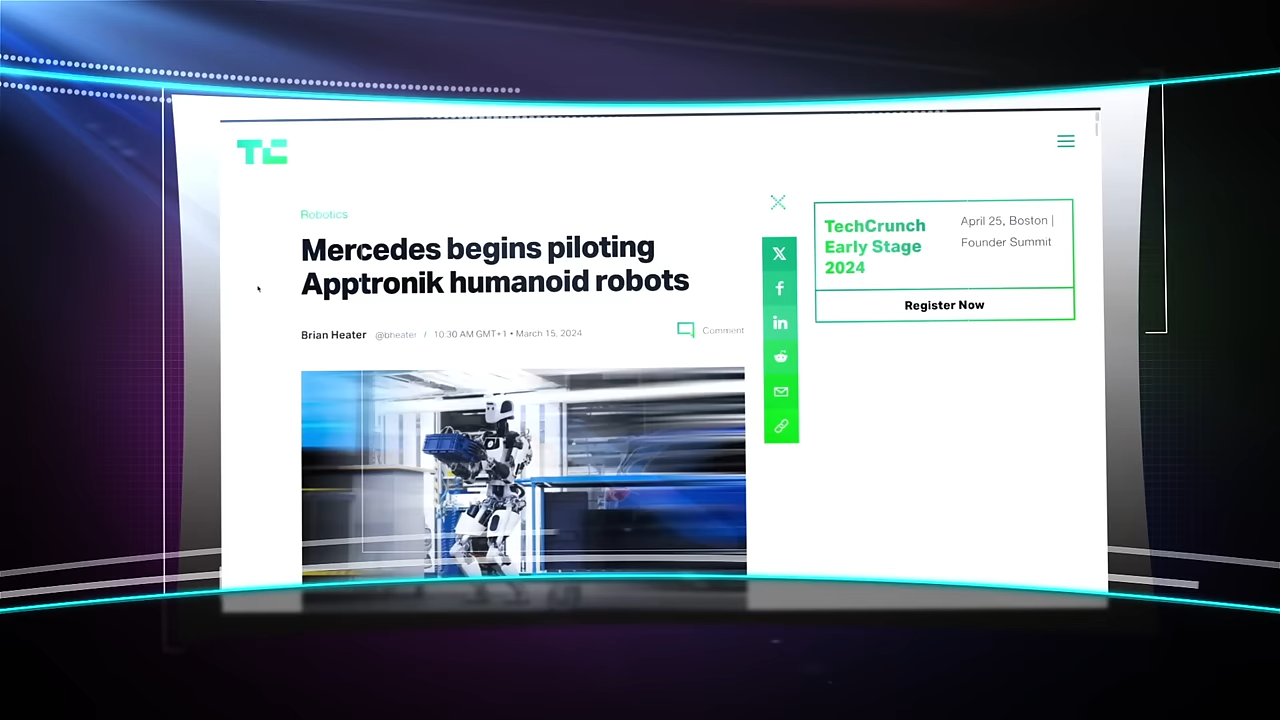 TC
Robotics
Mercedes begins piloting
Apptronik humanoid robots
Brian Heater @bheater / 10:30 AM GMT+1 • March 15, 2024
Comment
X
f
in
TechCrunch
Early Stage
2024
April 25, Boston |
Founder Summit
Register Now